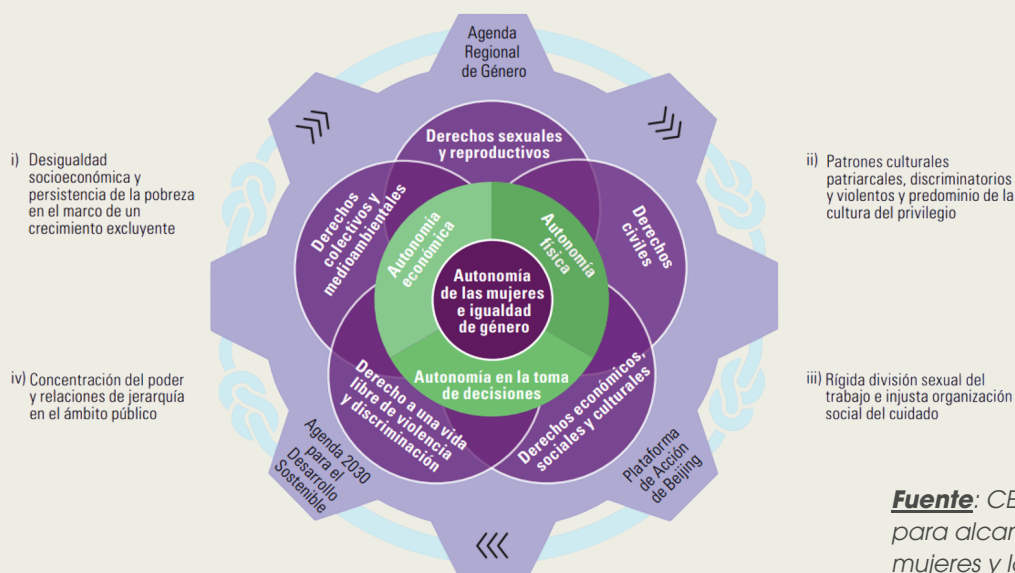 Agenda
Regional
de Género
i) Desigualdad
socioeconómica y
persistencia de la pobreza
en el marco de un
crecimiento excluyente
ii) Patrones culturales
patriarcales, discriminatorios
y violentos y predominio de la
cultura del privilegio
Derechos sexuales
y reproductivos
Derechos
colectivos y
medioambientales
Derechos
civiles
Autonomía
económica
Autonomía
física
Autonomía
de las mujeres
e igualdad
de género
Autonomía en la toma
de decisiones
Derecho a una vida
libre de violencia
y discriminación
Derechos económicos,
sociales y culturales
iv) Concentración del poder
y relaciones de jerarquía
en el ámbito público
iii) Rígida división sexual del
trabajo e injusta organización
social del cuidado
Agenda 2030
para el
Desarrollo
Sostenible
Plataforma
de Acción
de Beijing
Fuente: CE
para alcar
mujeres y la